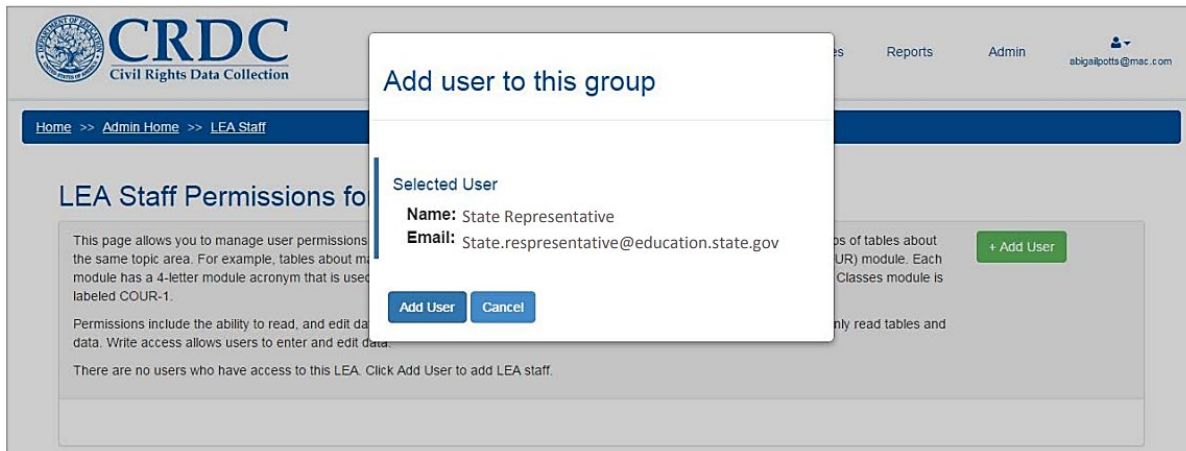 CRDC
Civil Rights Data Collection
es Reports Admin
abigailpotts@mac.com
Home >> Admin Home >> LEA Staff
Add user to this group
Selected User
Name: State Representative
Email: State.respresentative@education.state.gov
Add User Cancel
LEA Staff Permissions fo
This page allows you to manage user permissions os of tables about
the same topic area. For example, tables about ma UR) module. Each
module has a 4-letter module acronym that is used Classes module is
labeled COUR-1.
Permissions include the ability to read, and edit da nly read tables and
data. Write access allows users to enter and edit data.
There are no users who have access to this LEA. Click Add User to add LEA staff.
+ Add User